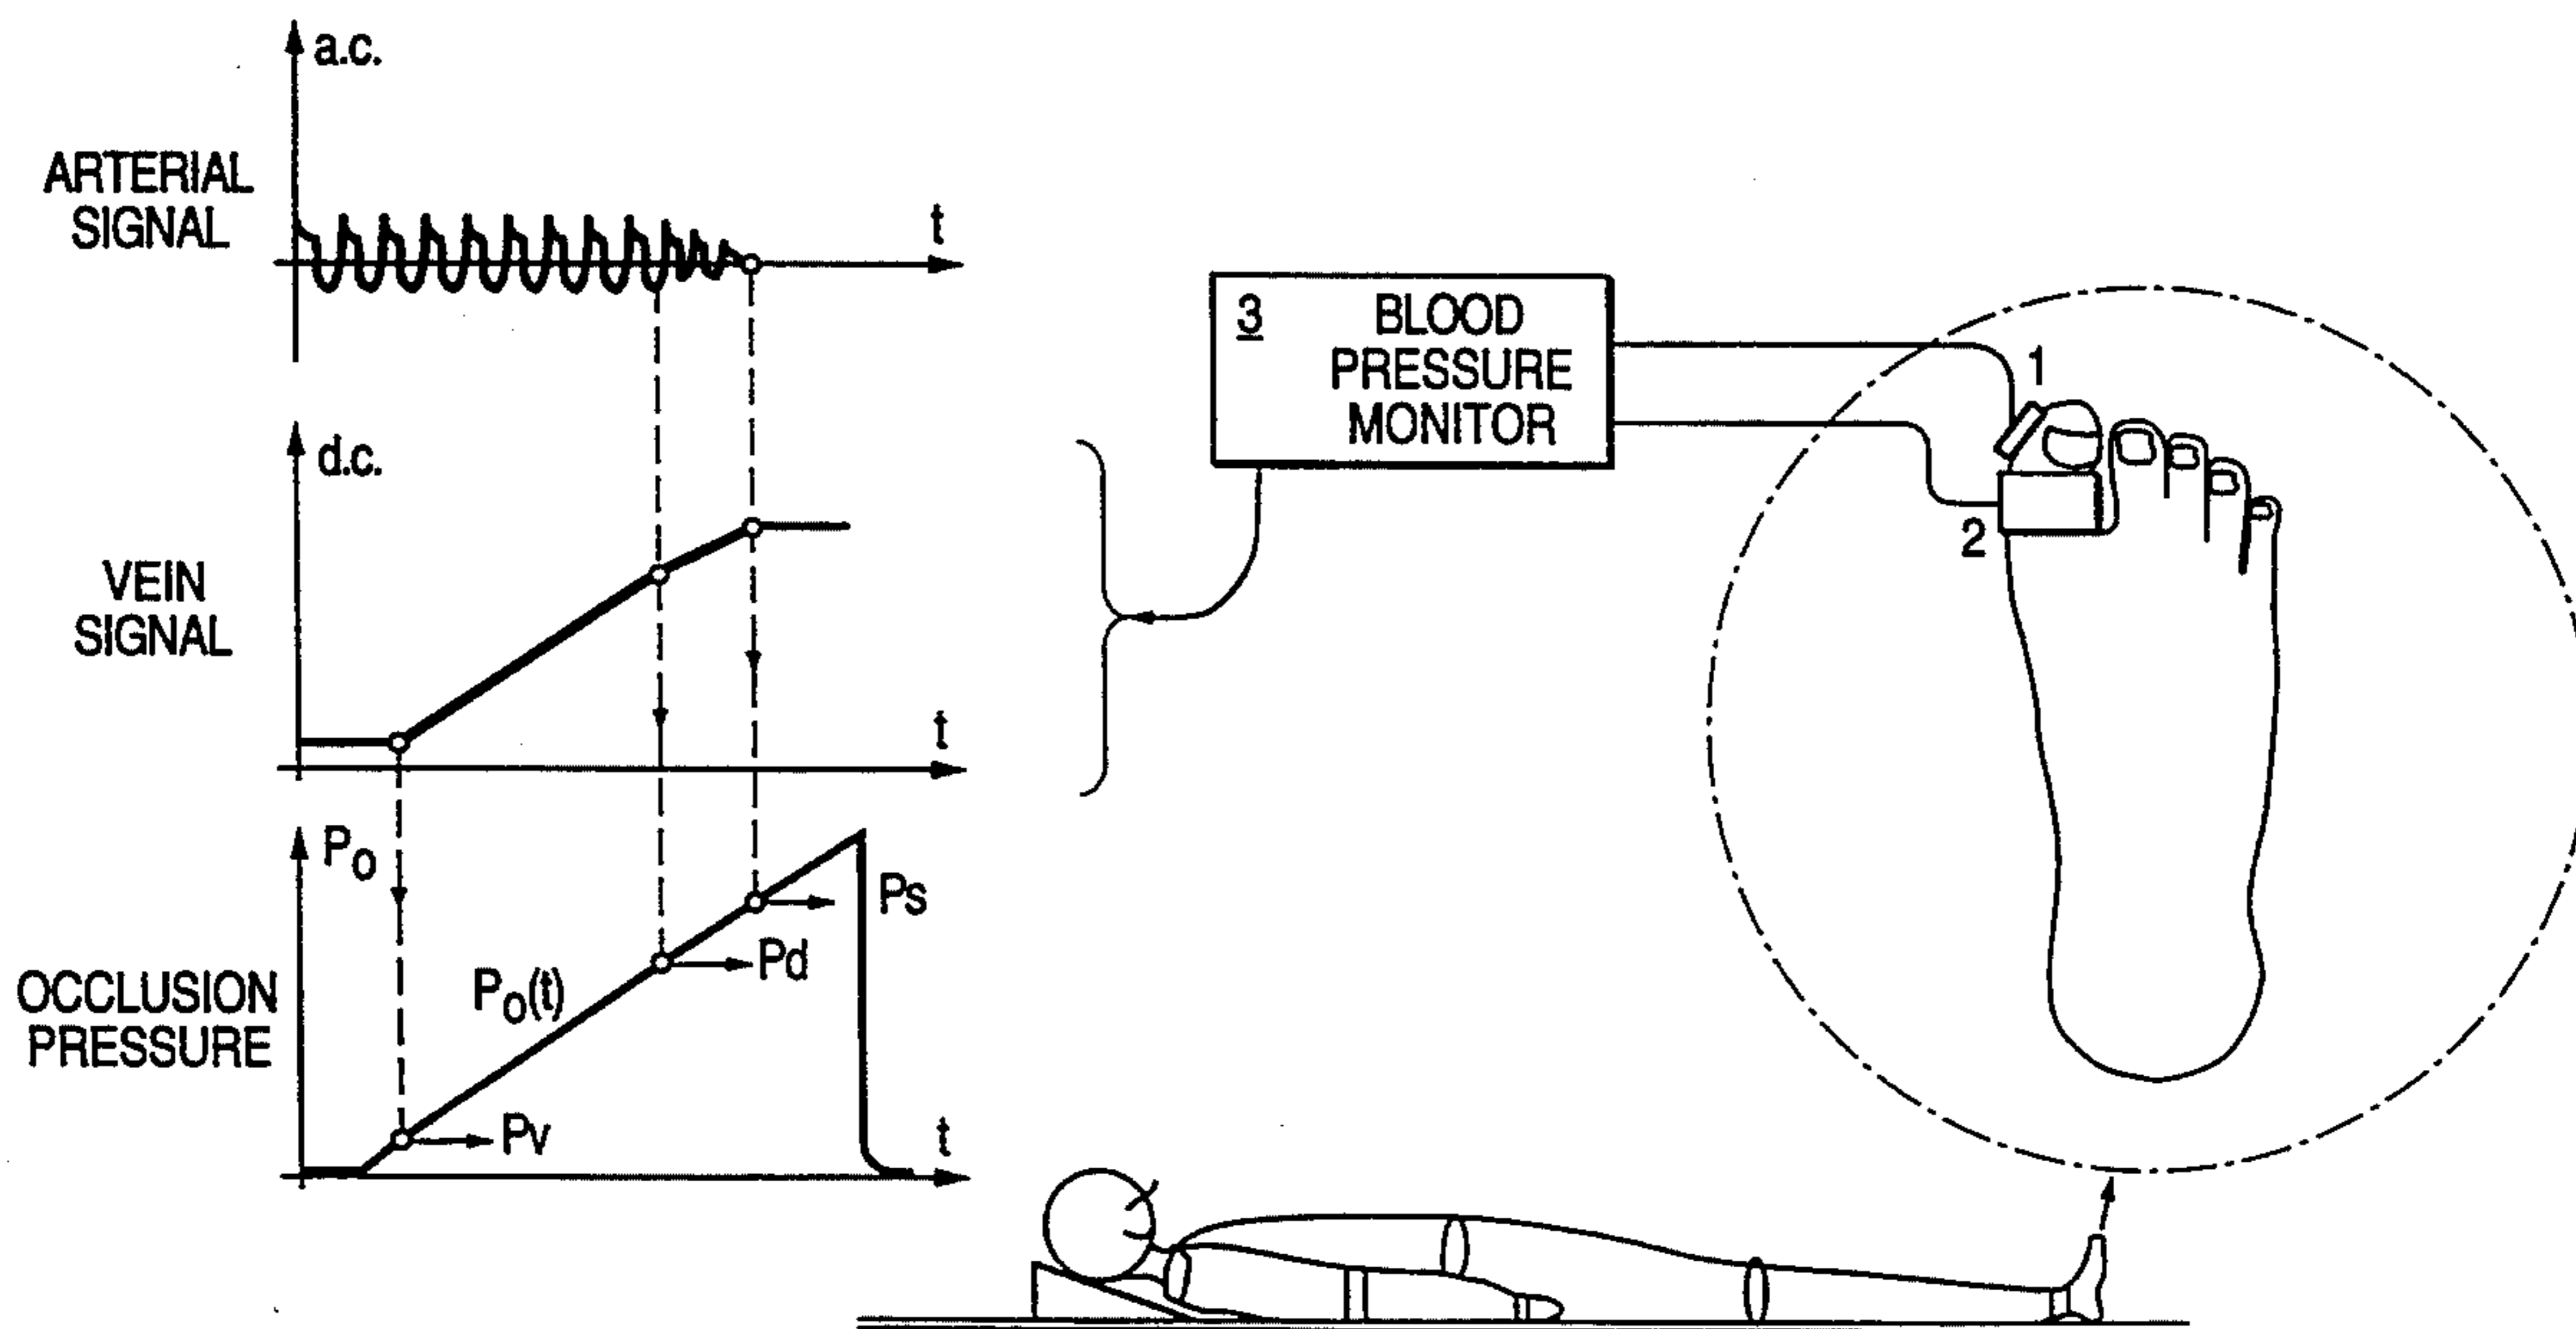 a.c.
ARTERIAL
SIGNAL
t
d.c.
VEIN
SIGNAL
t
Po
OCCLUSION
PRESSURE
Po(t)
Pv
Pd
Ps
t
3
BLOOD
PRESSURE
MONITOR
1
2